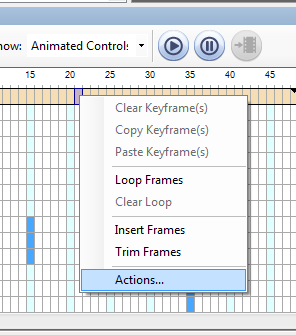 now: Animated Controls
15 20 25 30 35 40 45
Clear Keyframe(s)
Copy Keyframe(s)
Paste Keyframe(s)
Loop Frames
Clear Loop
Insert Frames
Trim Frames
Actions...